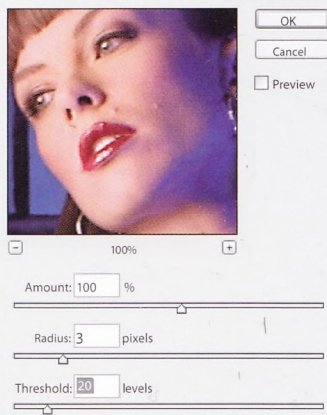 OK
Cancel
Preview
− 100% +
Amount: 100 %
Radius: 3 pixels
Threshold: 20 levels